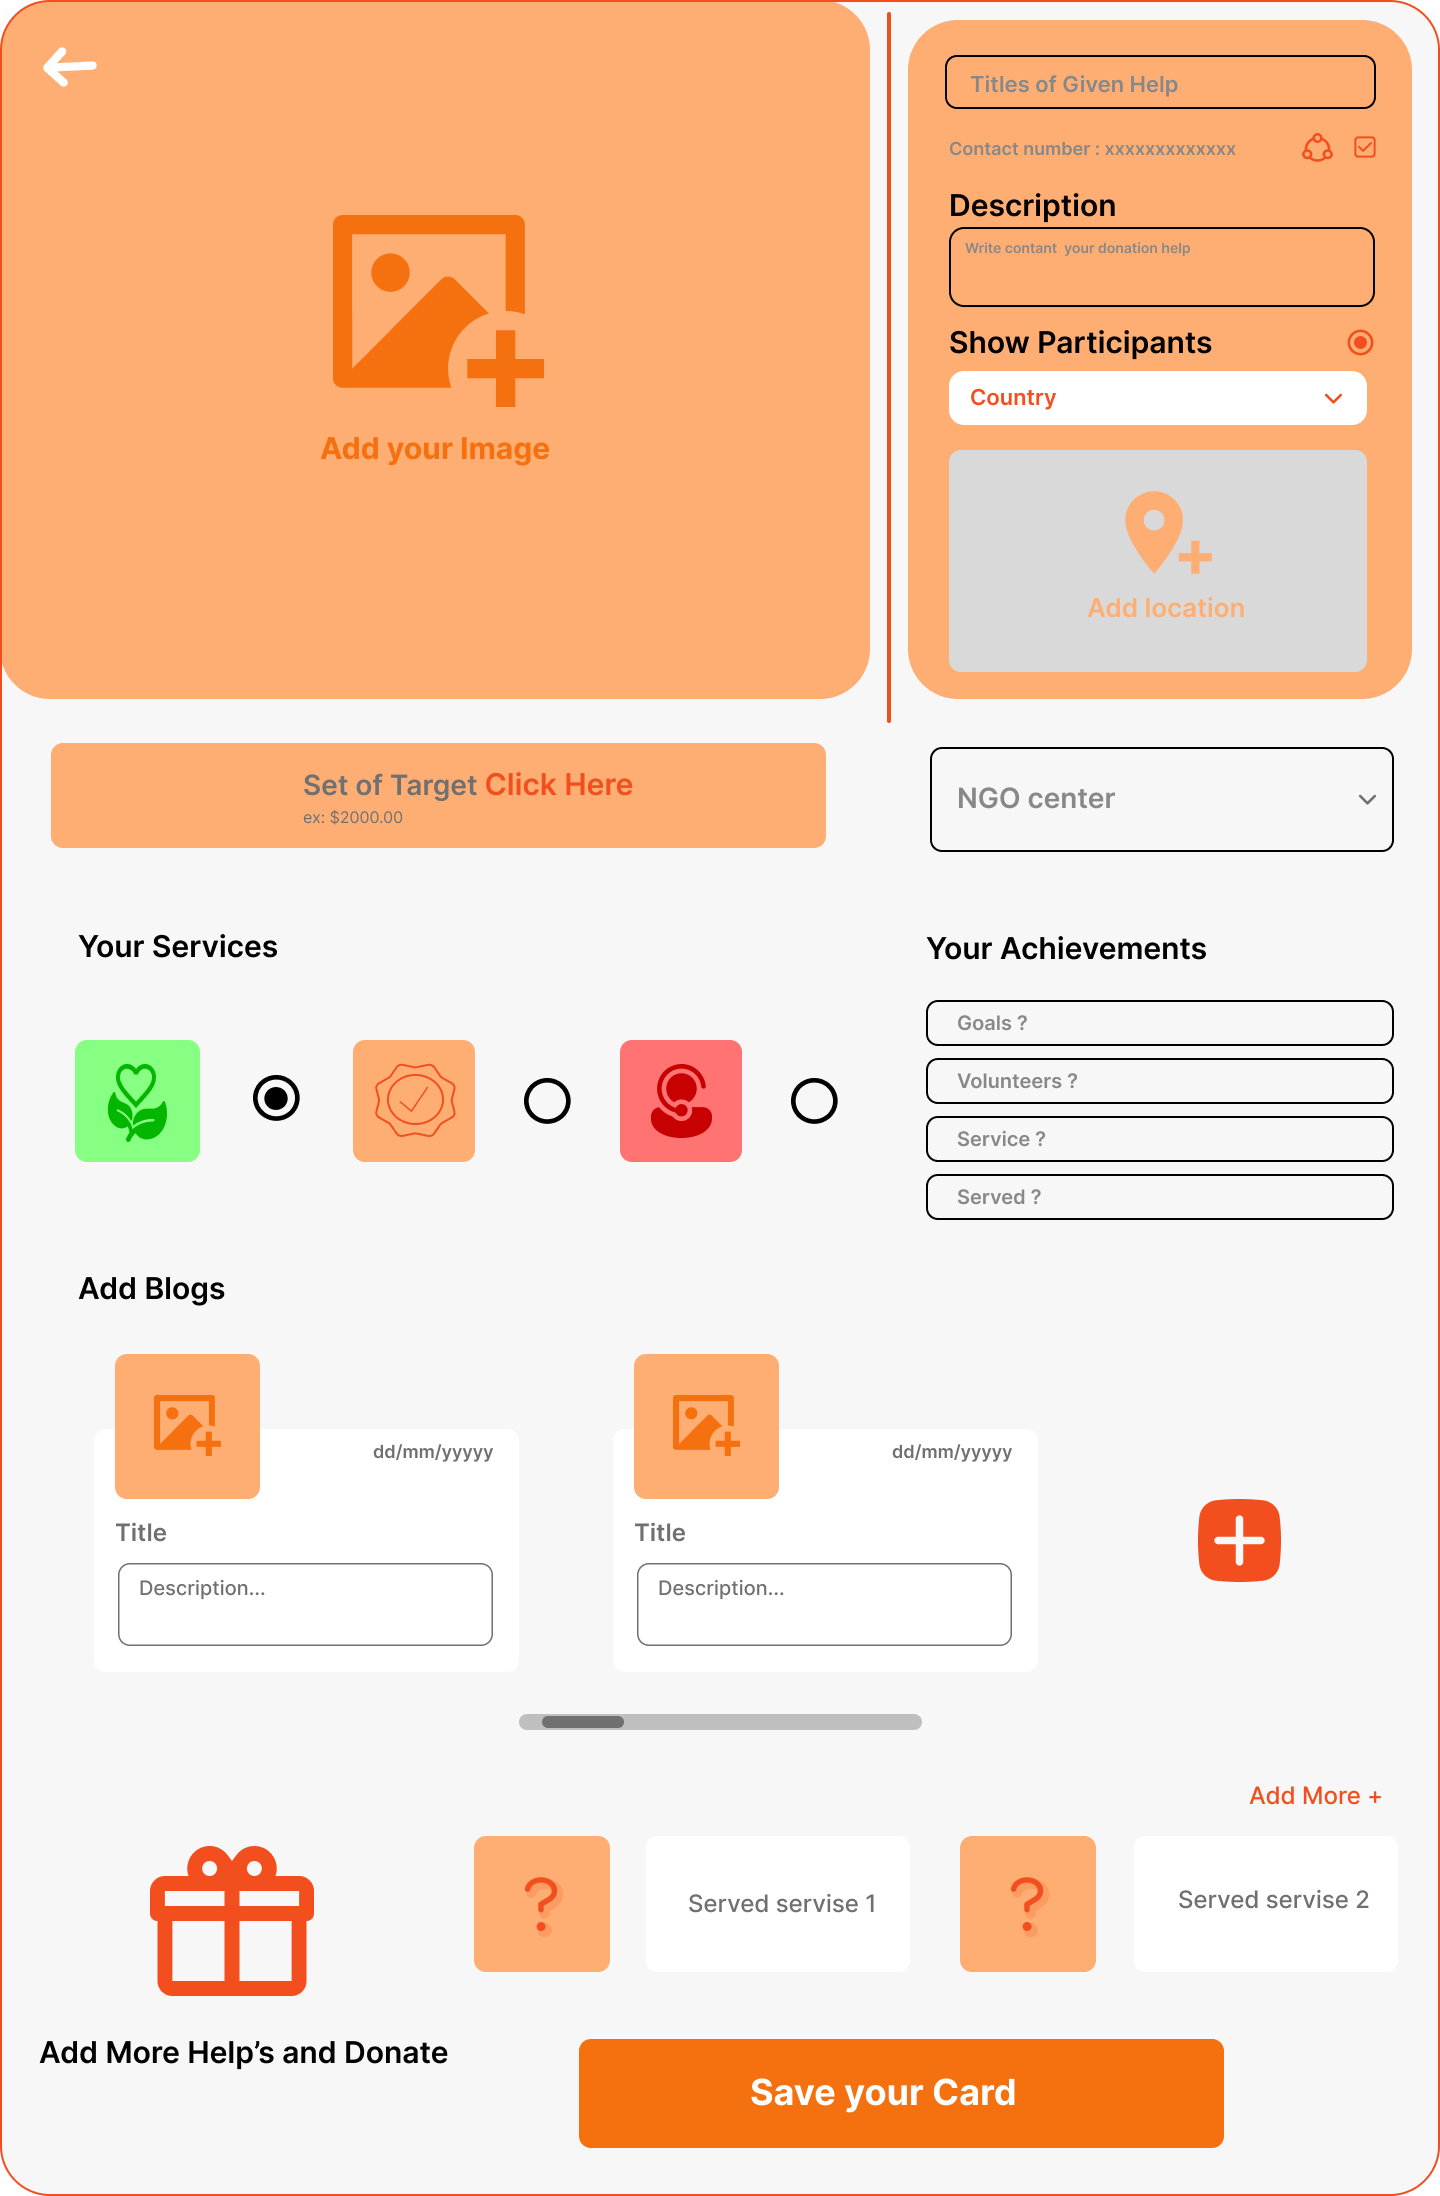 Add your Image
Titles of Given Help
Contact number : xxxxxxxxxxxxx
Description
Write contant  your donation help
Show Participants
Country
Add location
Set of Target Click Here
ex: $2000.00
NGO center
Your Services
Your Achievements
Goals ?
Volunteers ?
Service ?
Served ?
Add Blogs
dd/mm/yyyyy
Title
Description...
dd/mm/yyyyy
Title
Description...
Add More +
?
Served servise 1
?
Served servise 2
Add More Help’s and Donate
Save your Card